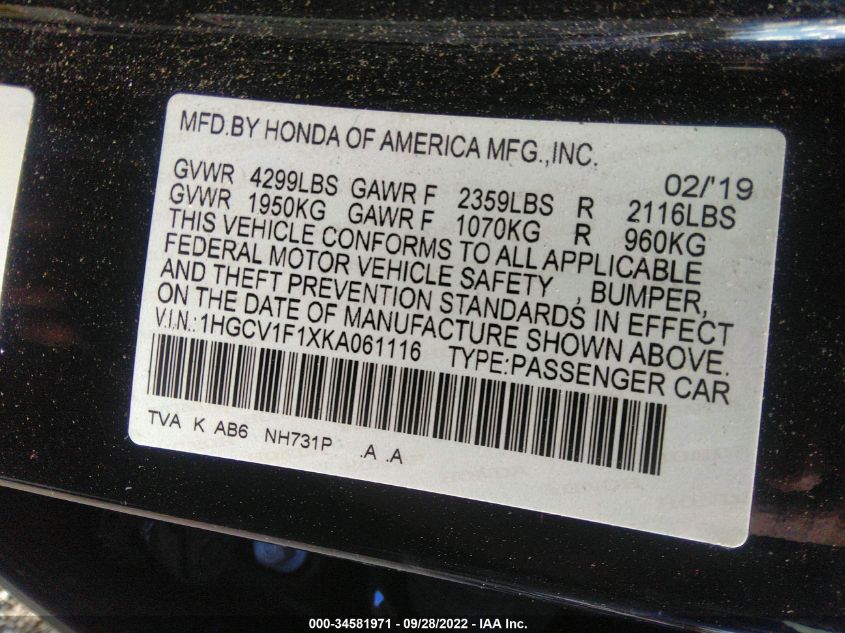 MFD.BY HONDA OF AMERICA MFG.,INC.
02/'19
GVWR 4299LBS GAWR F 2359LBS R 2116LBS
GVWR 1950KG GAWR F 1070KG R 960KG
THIS VEHICLE CONFORMS TO ALL APPLICABLE
FEDERAL MOTOR VEHICLE SAFETY , BUMPER,
AND THEFT PREVENTION STANDARDS IN EFFECT
ON THE DATE OF MANUFACTURE SHOWN ABOVE.
V.I.N.:1HGCV1F1XKA061116 TYPE:PASSENGER CAR
TVA K AB6 NH731P .A .A
000-34581971 - 09/28/2022 - IAA Inc.